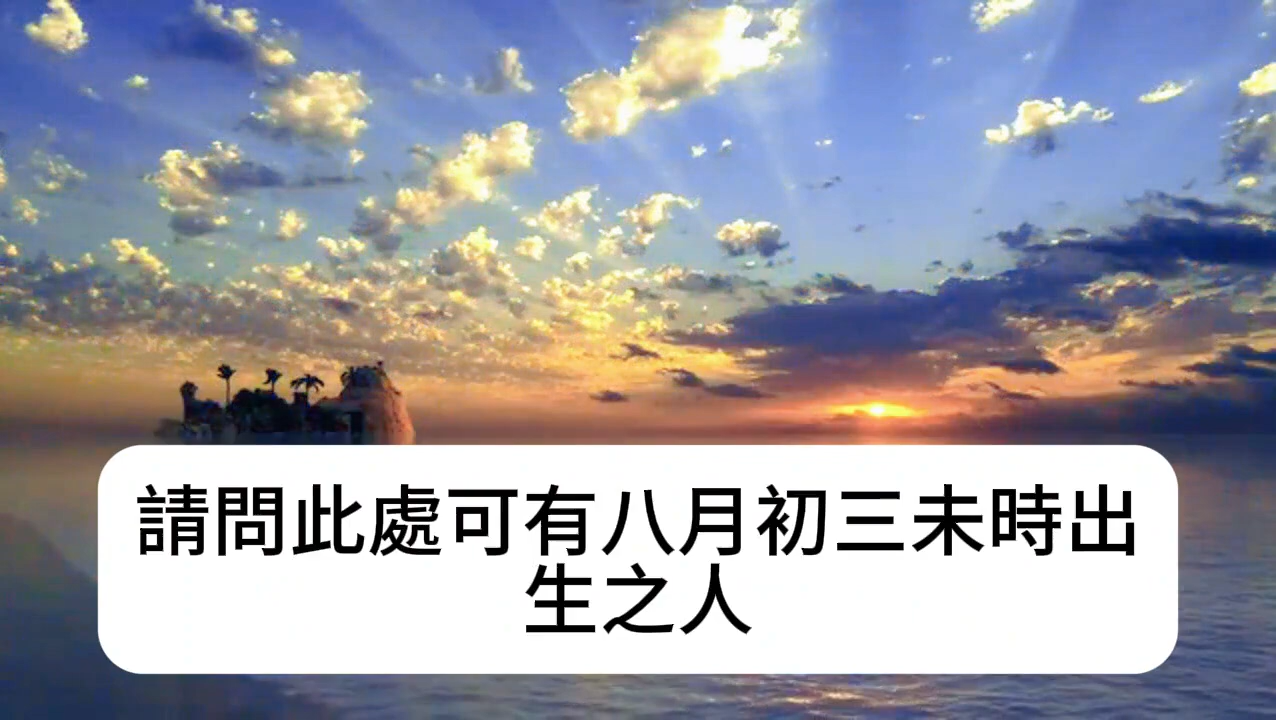 請問此處可有八月初三未時出
生之人